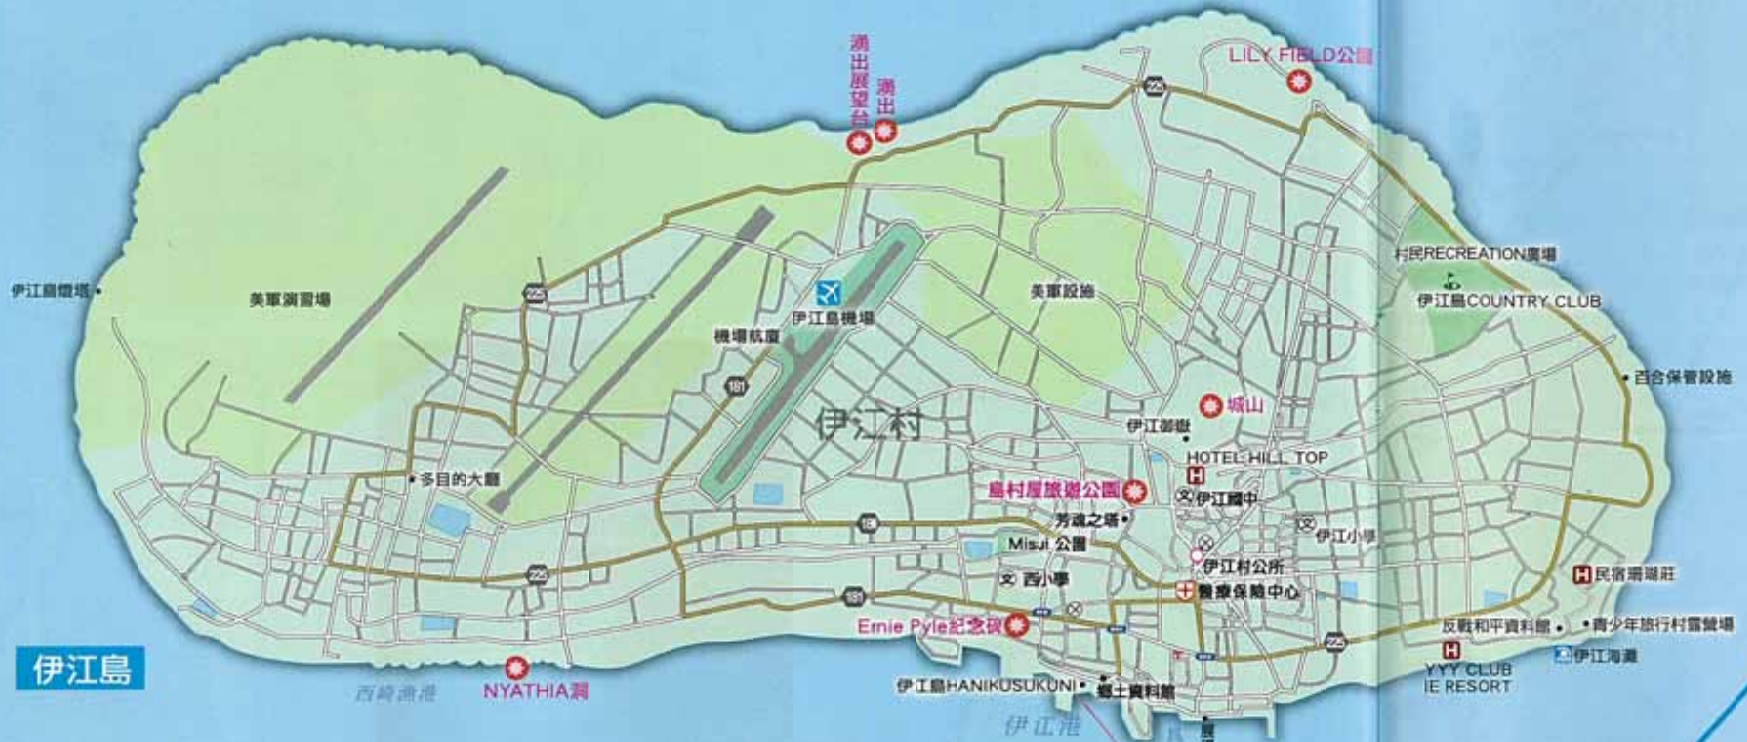 湧出展望台
湧出
LILY FIELD公園
村民RECREATION廣場
伊江島COUNTRY CLUB
伊江島燈塔
美軍演習場
225
美軍設施
伊江島機場
機場航廈
181
百合保管設施
伊江村
城山
伊江御嶽
HOTEL HILL TOP
多目的大廳
島村屋旅遊公園
伊江國中
芳魂之塔
伊江小學
Misji 公園
伊江村公所
西小學
醫療保險中心
民宿珊瑚莊
181
Ernie Pyle紀念碑
反戰和平資料館
青少年旅行村露營場
伊江海灘
YYY CLUB
IE RESORT
伊江島
NYATHIA洞
西崎漁港
伊江島HANIKUSUKUNI
鄉土資料館
伊江港